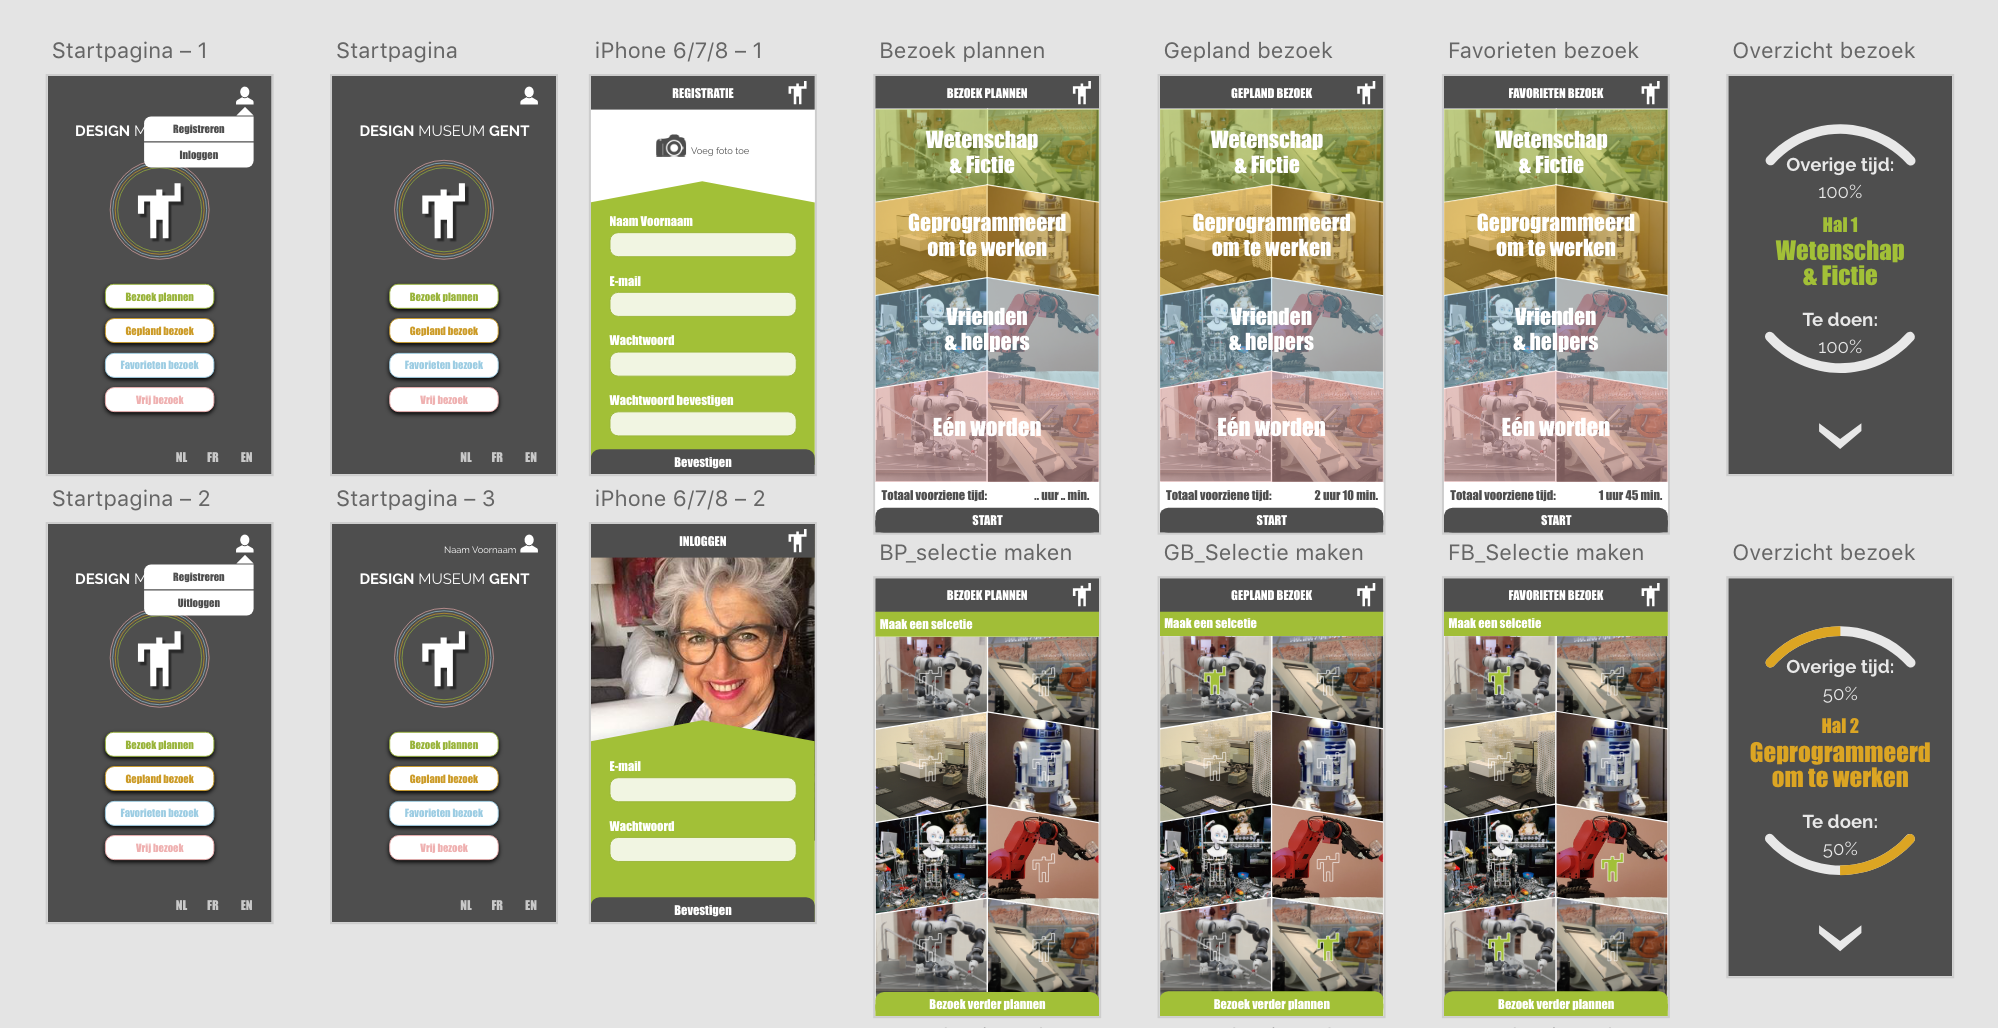 Startpagina – 1
DESIGN M
Registreren
Inloggen
Bezoek plannen
Gepland bezoek
Favorieten bezoek
Vrij bezoek
NL FR EN
Startpagina
DESIGN MUSEUM GENT
Bezoek plannen
Gepland bezoek
Favorieten bezoek
Vrij bezoek
NL FR EN
iPhone 6/7/8 – 1
REGISTRATIE
Voeg foto toe
Naam Voornaam
E-mail
Wachtwoord
Wachtwoord bevestigen
Bevestigen
Bezoek plannen
BEZOEK PLANNEN
Wetenschap
& Fictie
Geprogrammeerd
om te werken
Vrienden
& helpers
Eén worden
Totaal voorziene tijd: .. uur .. min.
START
Gepland bezoek
GEPLAND BEZOEK
Wetenschap
& Fictie
Geprogrammeerd
om te werken
Vrienden
& helpers
Eén worden
Totaal voorziene tijd: 2 uur 10 min.
START
Favorieten bezoek
FAVORIETEN BEZOEK
Wetenschap
& Fictie
Geprogrammeerd
om te werken
Vrienden
& helpers
Eén worden
Totaal voorziene tijd: 1 uur 45 min.
START
Overzicht bezoek
Overige tijd:
100%
Hal 1
Wetenschap
& Fictie
Te doen:
100%
Startpagina – 2
DESIGN M
Registreren
Uitloggen
Bezoek plannen
Gepland bezoek
Favorieten bezoek
Vrij bezoek
NL FR EN
Startpagina – 3
Naam Voornaam
DESIGN MUSEUM GENT
Bezoek plannen
Gepland bezoek
Favorieten bezoek
Vrij bezoek
NL FR EN
iPhone 6/7/8 – 2
INLOGGEN
E-mail
Wachtwoord
Bevestigen
BP_selectie maken
BEZOEK PLANNEN
Maak een selcetie
Bezoek verder plannen
GB_Selectie maken
GEPLAND BEZOEK
Maak een selcetie
Bezoek verder plannen
FB_Selectie maken
FAVORIETEN BEZOEK
Maak een selcetie
Bezoek verder plannen
Overzicht bezoek
Overige tijd:
50%
Hal 2
Geprogrammeerd
om te werken
Te doen:
50%